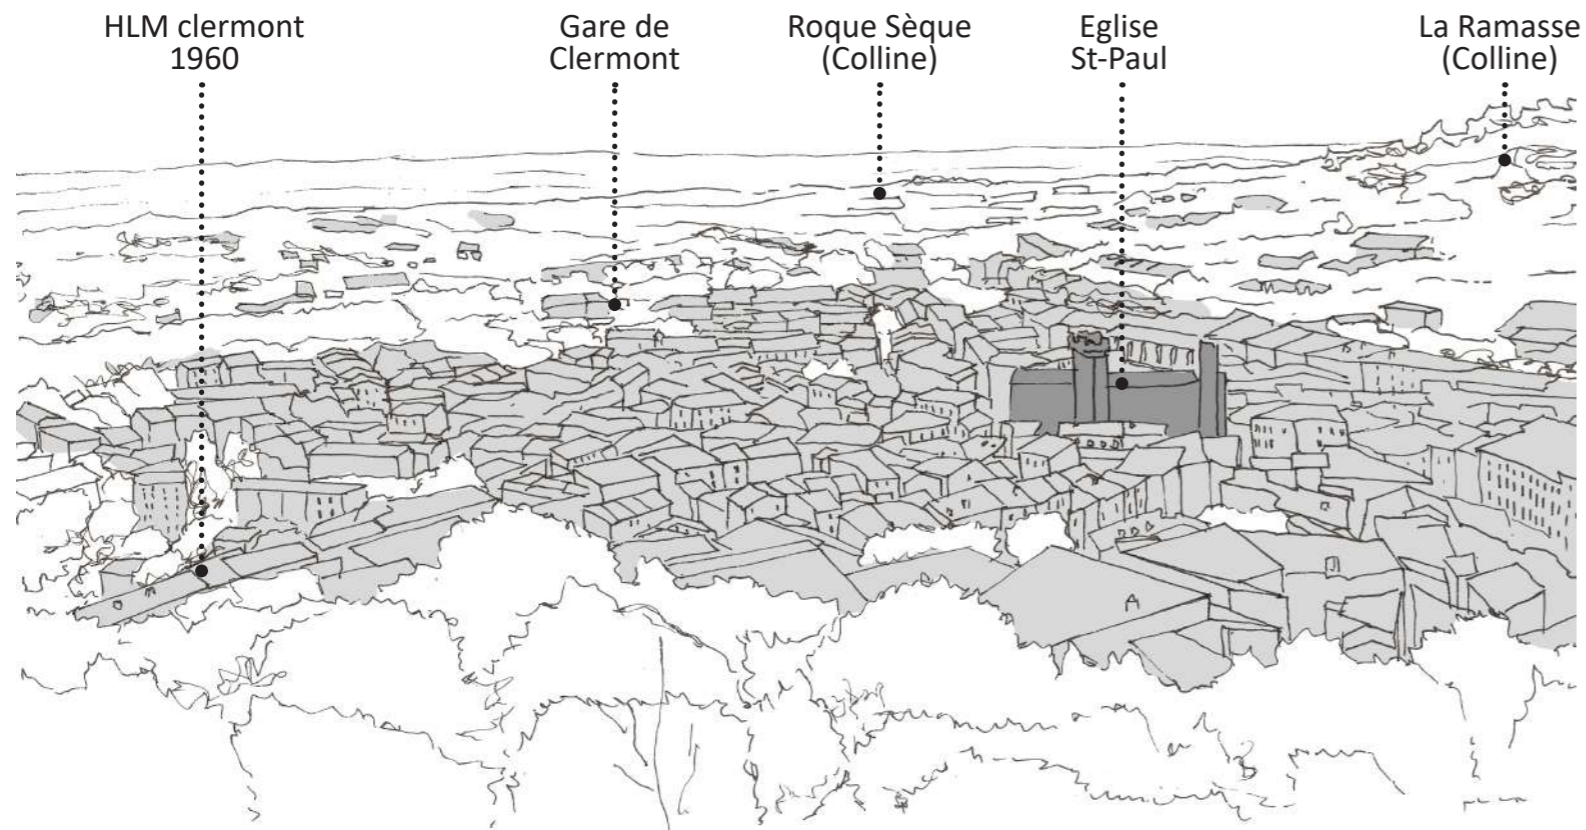 HLM clermont
1960
Gare de
Clermont
Roque Sèque
(Colline)
Eglise
St-Paul
La Ramasse
(Colline)